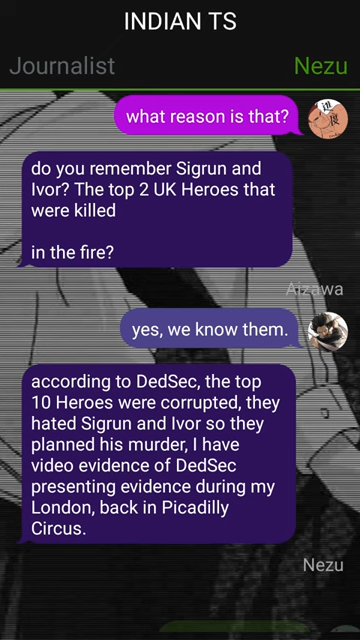 INDIAN TS
Journalist Nezu
what reason is that?
do you remember Sigrun and
Ivor? The top 2 UK Heroes that
were killed
in the fire?
Aizawa
yes, we know them.
according to DedSec, the top
10 Heroes were corrupted, they
hated Sigrun and Ivor so they
planned his murder, I have
video evidence of DedSec
presenting evidence during my
London, back in Picadilly
Circus.
Nezu